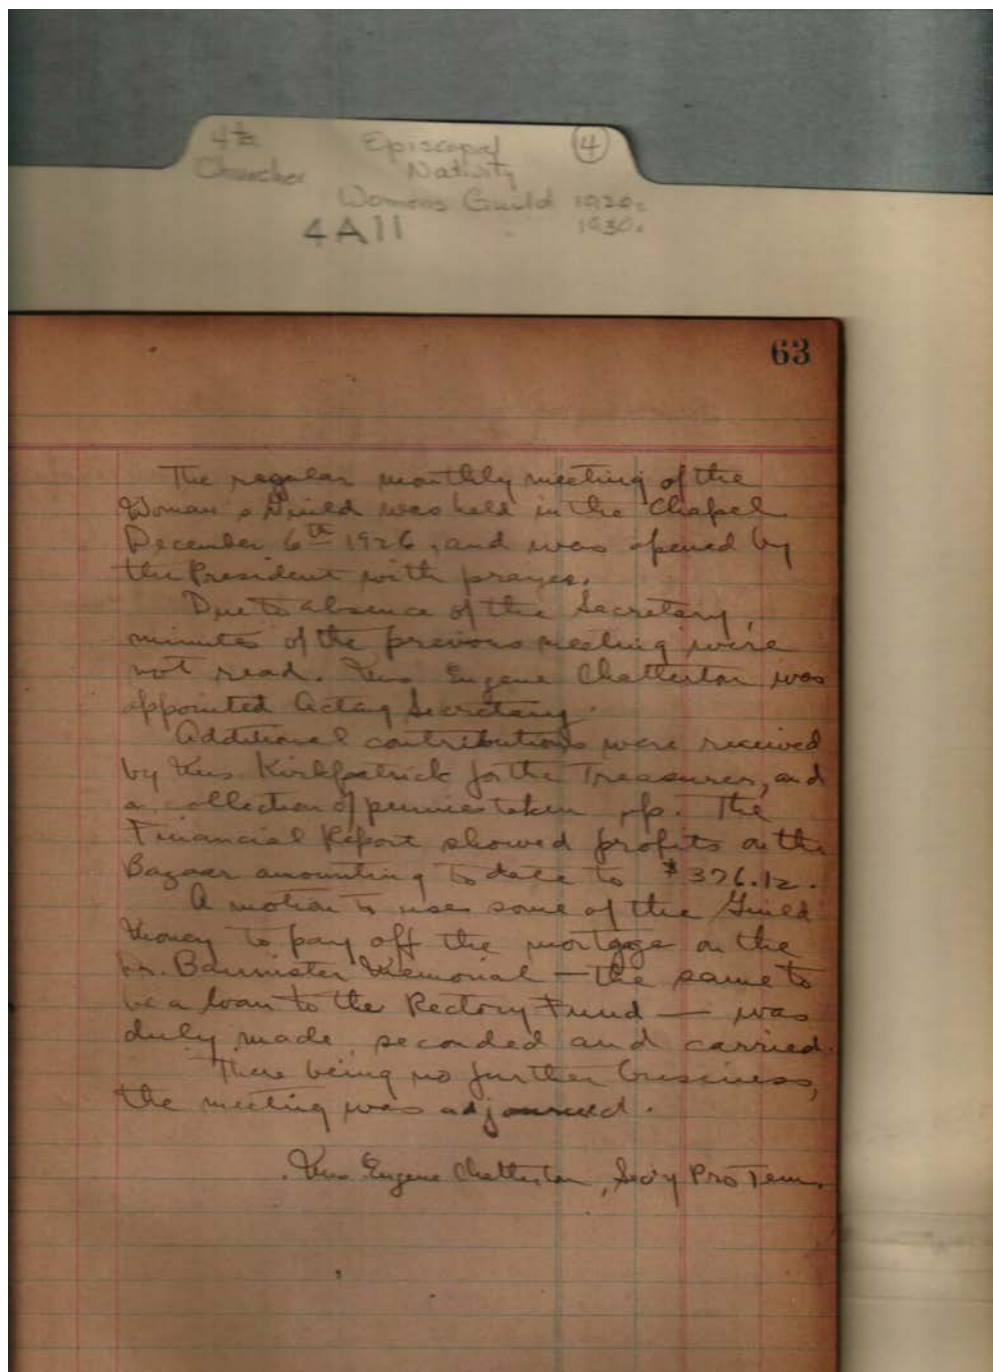 4 1/2 Episcopal 4
Churches Nativity
Womens Guild 1920s
4A11 1930s
63
The regular monthly meeting of the
Woman's Guild was held in the Chapel
December 6th 1926, and was opened by
the President with prayer.
Due to absence of the Secretary,
minutes of the previous meeting were
not read. Mrs Eugene Chatterton was
appointed Acting Secretary.
Additional contributions were received
by Mrs. Kirkpatrick for the Treasurer, and
a collection of pennies taken up. The
Financial Report showed profits on the
Bazaar amounting to date to $376.12.
A motion to use some of the Guild
Money to pay off the mortgage on the
Dr. Bannister Memorial — the same to
be a loan to the Rectory Fund — was
duly made, seconded and carried.
There being no further business,
the meeting was adjourned.
Mrs Eugene Chatterton, Sec'y Pro Tem.